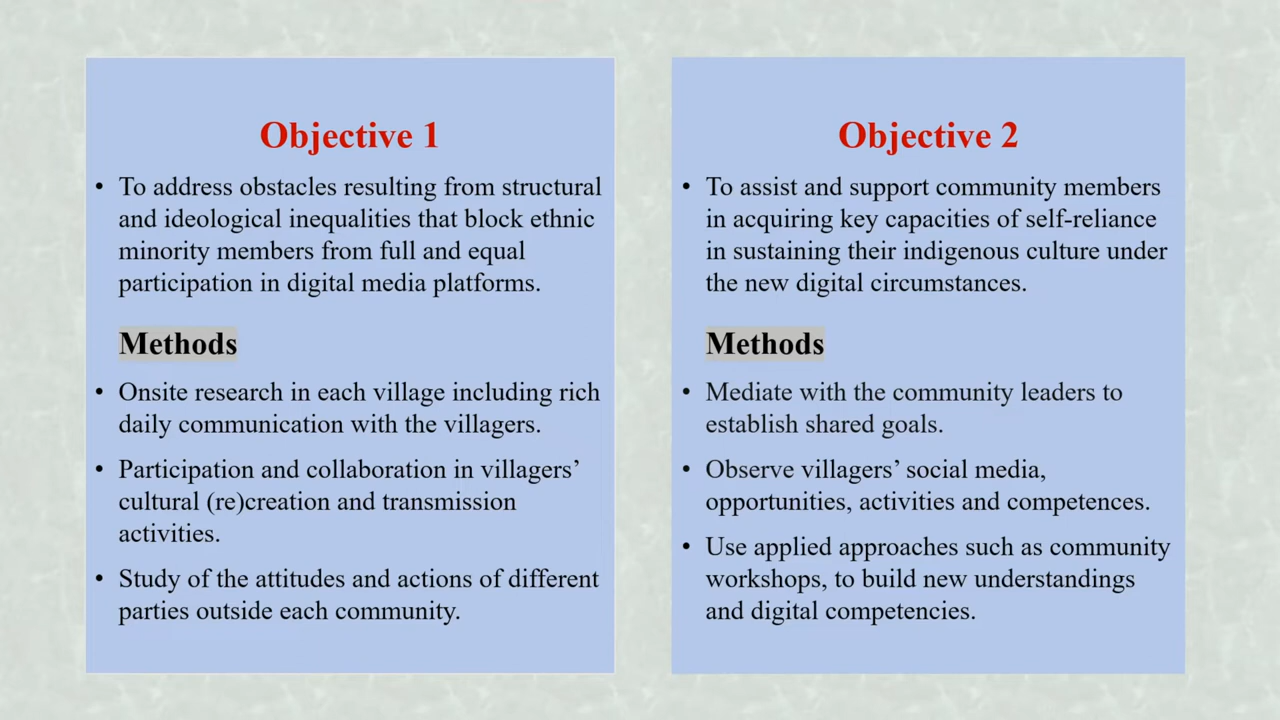 Objective 1
• To address obstacles resulting from structural
and ideological inequalities that block ethnic
minority members from full and equal
participation in digital media platforms.
Methods
• Onsite research in each village including rich
daily communication with the villagers.
• Participation and collaboration in villagers’
cultural (re)creation and transmission
activities.
• Study of the attitudes and actions of different
parties outside each community.
Objective 2
• To assist and support community members
in acquiring key capacities of self-reliance
in sustaining their indigenous culture under
the new digital circumstances.
Methods
• Mediate with the community leaders to
establish shared goals.
• Observe villagers’ social media,
opportunities, activities and competences.
• Use applied approaches such as community
workshops, to build new understandings
and digital competencies.